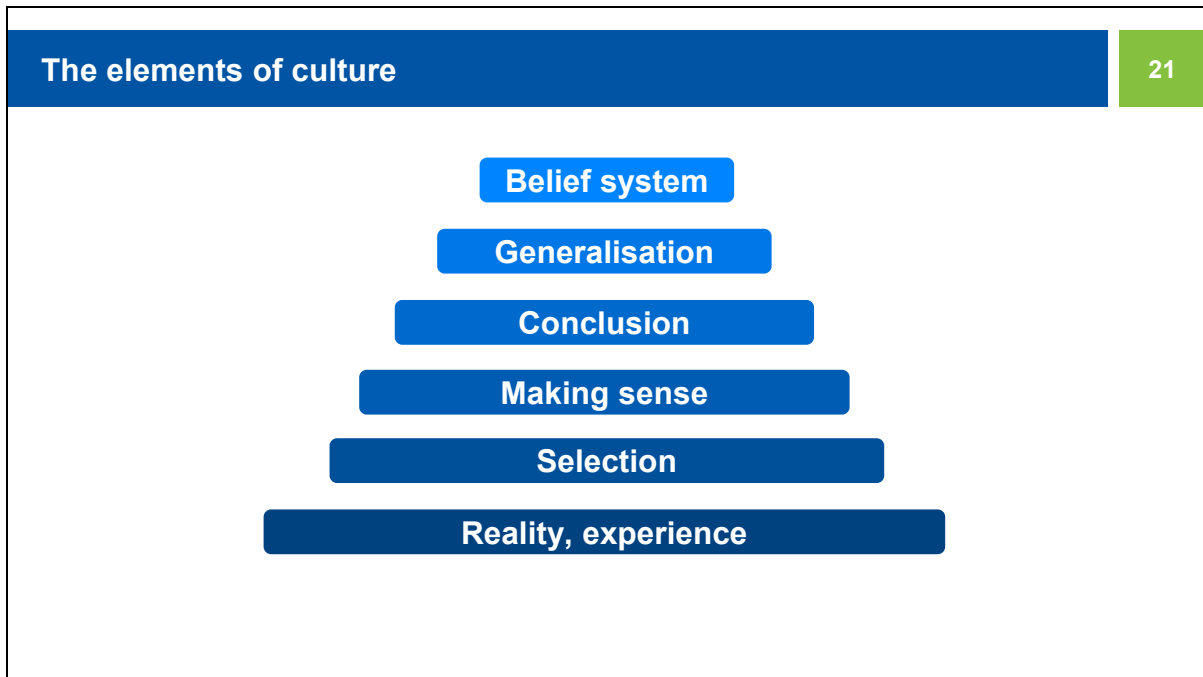 The elements of culture
21
Belief system
Generalisation
Conclusion
Making sense
Selection
Reality, experience